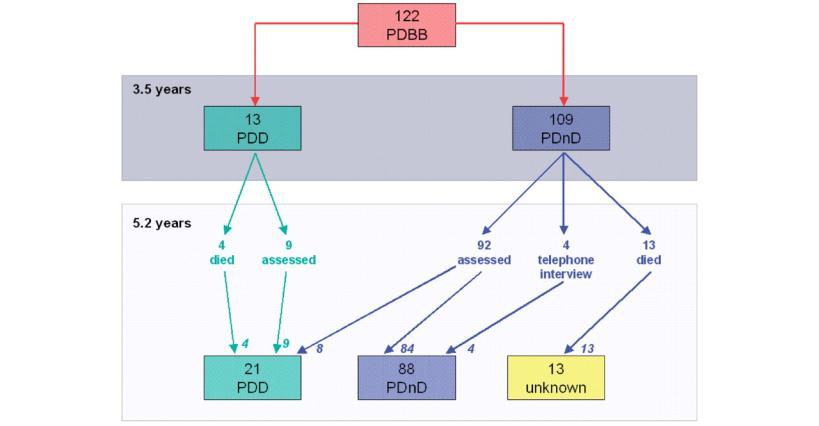 122
PDBB
3.5 years
13
PDD
109
PDnD
5.2 years
4
died
9
assessed
92
assessed
4
telephone
interview
13
died
4
9
8
84
4
13
21
PDD
88
PDnD
13
unknown